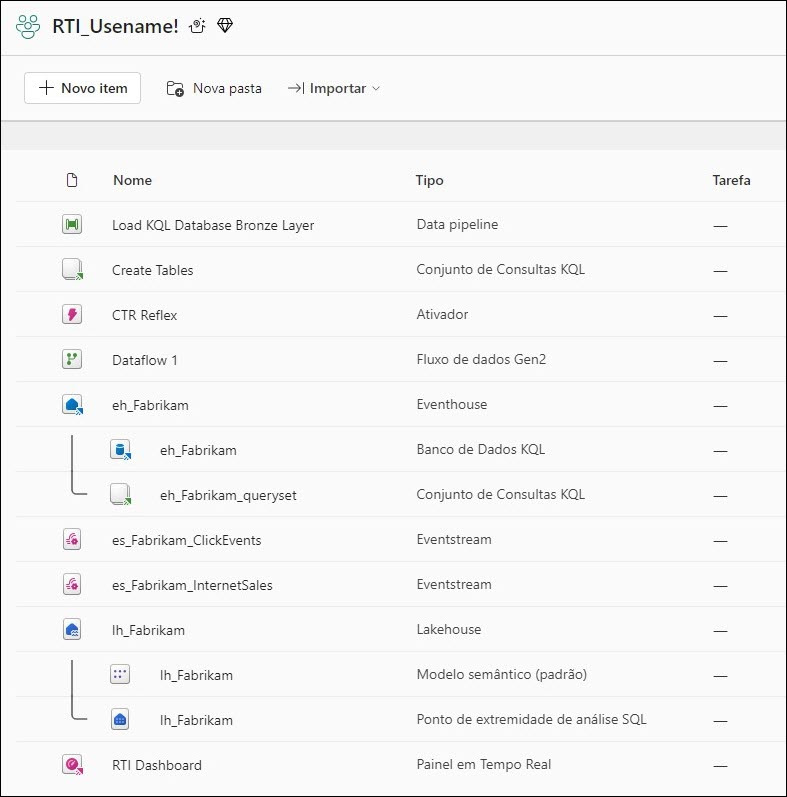 RTI_Usename!
Novo item Nova pasta Importar
Nome Tipo Tarefa
Load KQL Database Bronze Layer Data pipeline —
Create Tables Conjunto de Consultas KQL —
CTR Reflex Ativador —
Dataflow 1 Fluxo de dados Gen2 —
eh_Fabrikam Eventhouse —
eh_Fabrikam Banco de Dados KQL —
eh_Fabrikam_queryset Conjunto de Consultas KQL —
es_Fabrikam_ClickEvents Eventstream —
es_Fabrikam_InternetSales Eventstream —
lh_Fabrikam Lakehouse —
lh_Fabrikam Modelo semântico (padrão) —
lh_Fabrikam Ponto de extremidade de análise SQL —
RTI Dashboard Painel em Tempo Real —